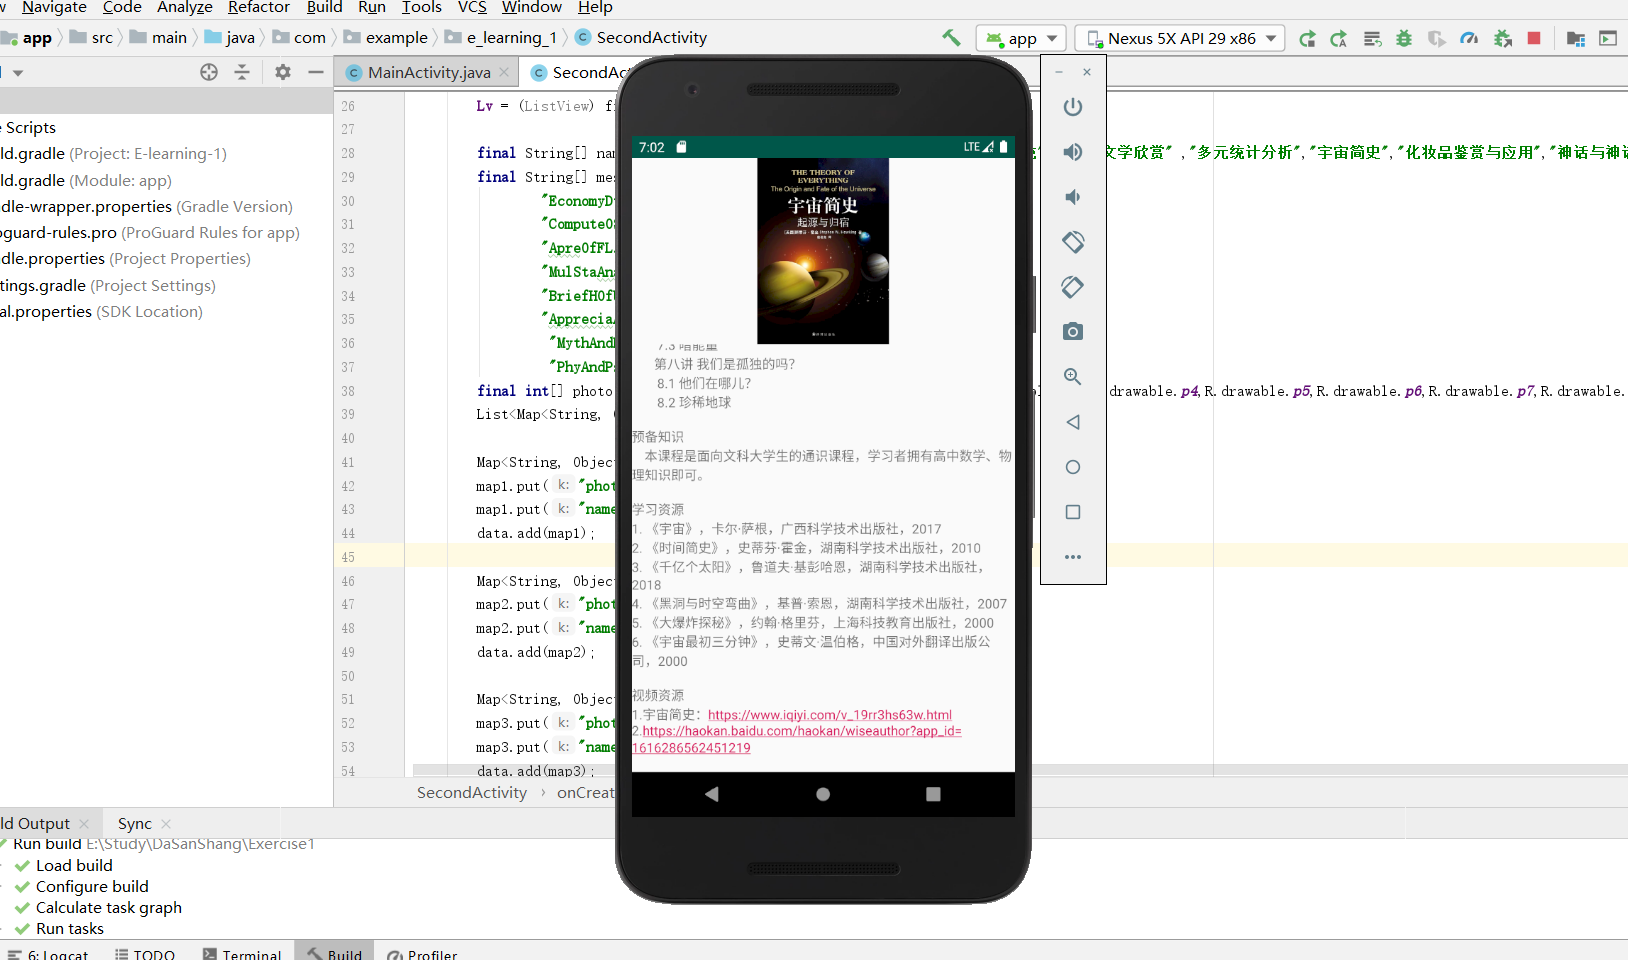 Navigate Code Analyze Refactor Build Run Tools VCS Window Help
app src main java com example e_learning_1 SecondActivity
app Nexus 5X API 29 x86
MainActivity.java
SecondAct
Scripts
ld.gradle (Project: E-learning-1)
ld.gradle (Module: app)
dle-wrapper.properties (Gradle Version)
oguard-rules.pro (ProGuard Rules for app)
dle.properties (Project Properties)
tings.gradle (Project Settings)
al.properties (SDK Location)
26 Lv = (ListView) f
27
28 final String[] nam
文学欣赏" ,"多元统计分析","宇宙简史","化妆品鉴赏与应用","神话与神话
29 final String[] mes
30 "EconomyD
31 "ComputeOS
32 "ApreOfFL
33 "MulStaAna
34 "BriefHOfU
35 "Apprecia
36 "MythAnd
37 "PhyAndP
38 final int[] photo
drawable.p4,R.drawable.p5,R.drawable.p6,R.drawable.p7,R.drawable.
39 List<Map<String,
40
41 Map<String, Objec
42 map1.put( k: "phot
43 map1.put( k: "name
44 data.add(map1);
45
46 Map<String, Objec
47 map2.put( k: "phot
48 map2.put( k: "name
49 data.add(map2);
50
51 Map<String, Objec
52 map3.put( k: "phot
53 map3.put( k: "name
54 data.add(map3);
SecondActivity › onCreat
7:02 LTE
THE THEORY OF
EVERYTHING
The Origin and Fate of the Universe
宇宙简史
起源与归宿
7.3 暗能量
第八讲 我们是孤独的吗?
8.1 他们在哪儿?
8.2 珍稀地球
预备知识
本课程是面向文科大学生的通识课程，学习者拥有高中数学、物
理知识即可。
学习资源
1. 《宇宙》，卡尔·萨根，广西科学技术出版社，2017
2. 《时间简史》，史蒂芬·霍金，湖南科学技术出版社，2010
3. 《千亿个太阳》，鲁道夫·基彭哈恩，湖南科学技术出版社，
2018
4. 《黑洞与时空弯曲》，基普·索恩，湖南科学技术出版社，2007
5. 《大爆炸探秘》，约翰·格里芬，上海科技教育出版社，2000
6. 《宇宙最初三分钟》，史蒂文·温伯格，中国对外翻译出版公
司，2000
视频资源
1.宇宙简史：https://www.iqiyi.com/v_19rr3hs63w.html
2.https://haokan.baidu.com/haokan/wiseauthor?app_id=
1616286562451219
ld Output
Sync
Run build E:\Study\DaSanShang\Exercise1
Load build
Configure build
Calculate task graph
Run tasks
6: Logcat TODO Terminal Build Profiler